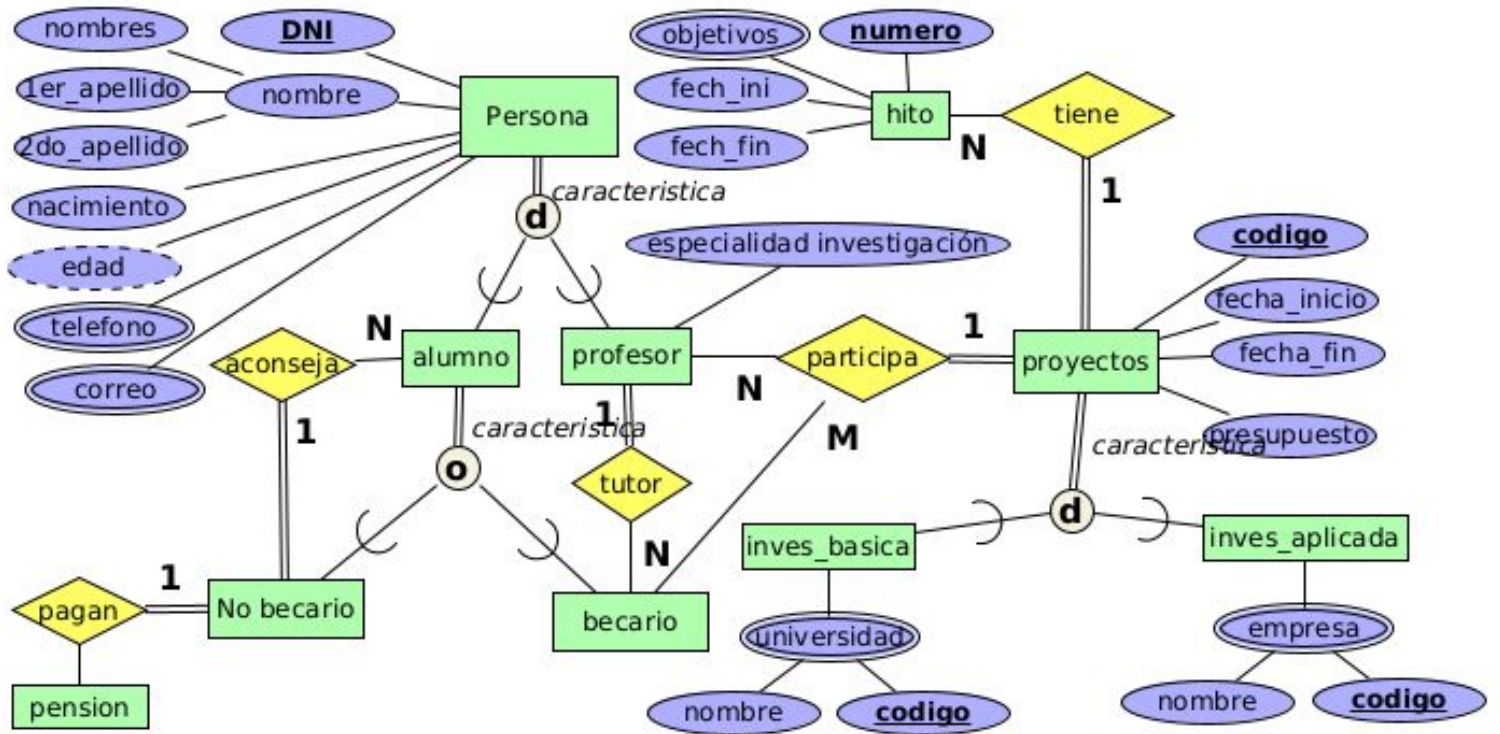 nombres
DNI
objetivos
numero
1er_apellido
nombre
Persona
fech_ini
hito
tiene
2do_apellido
fech_fin
N
nacimiento
caracteristica
d
1
edad
especialidad investigación
codigo
telefono
N
fecha_inicio
aconseja
alumno
profesor
participa
1
proyectos
fecha_fin
correo
N
1
1
caracteristica
M
caracteristica
presupuesto
o
tutor
d
N
inves_basica
inves_aplicada
pagan
1
No becario
becario
universidad
empresa
pension
nombre
codigo
nombre
codigo